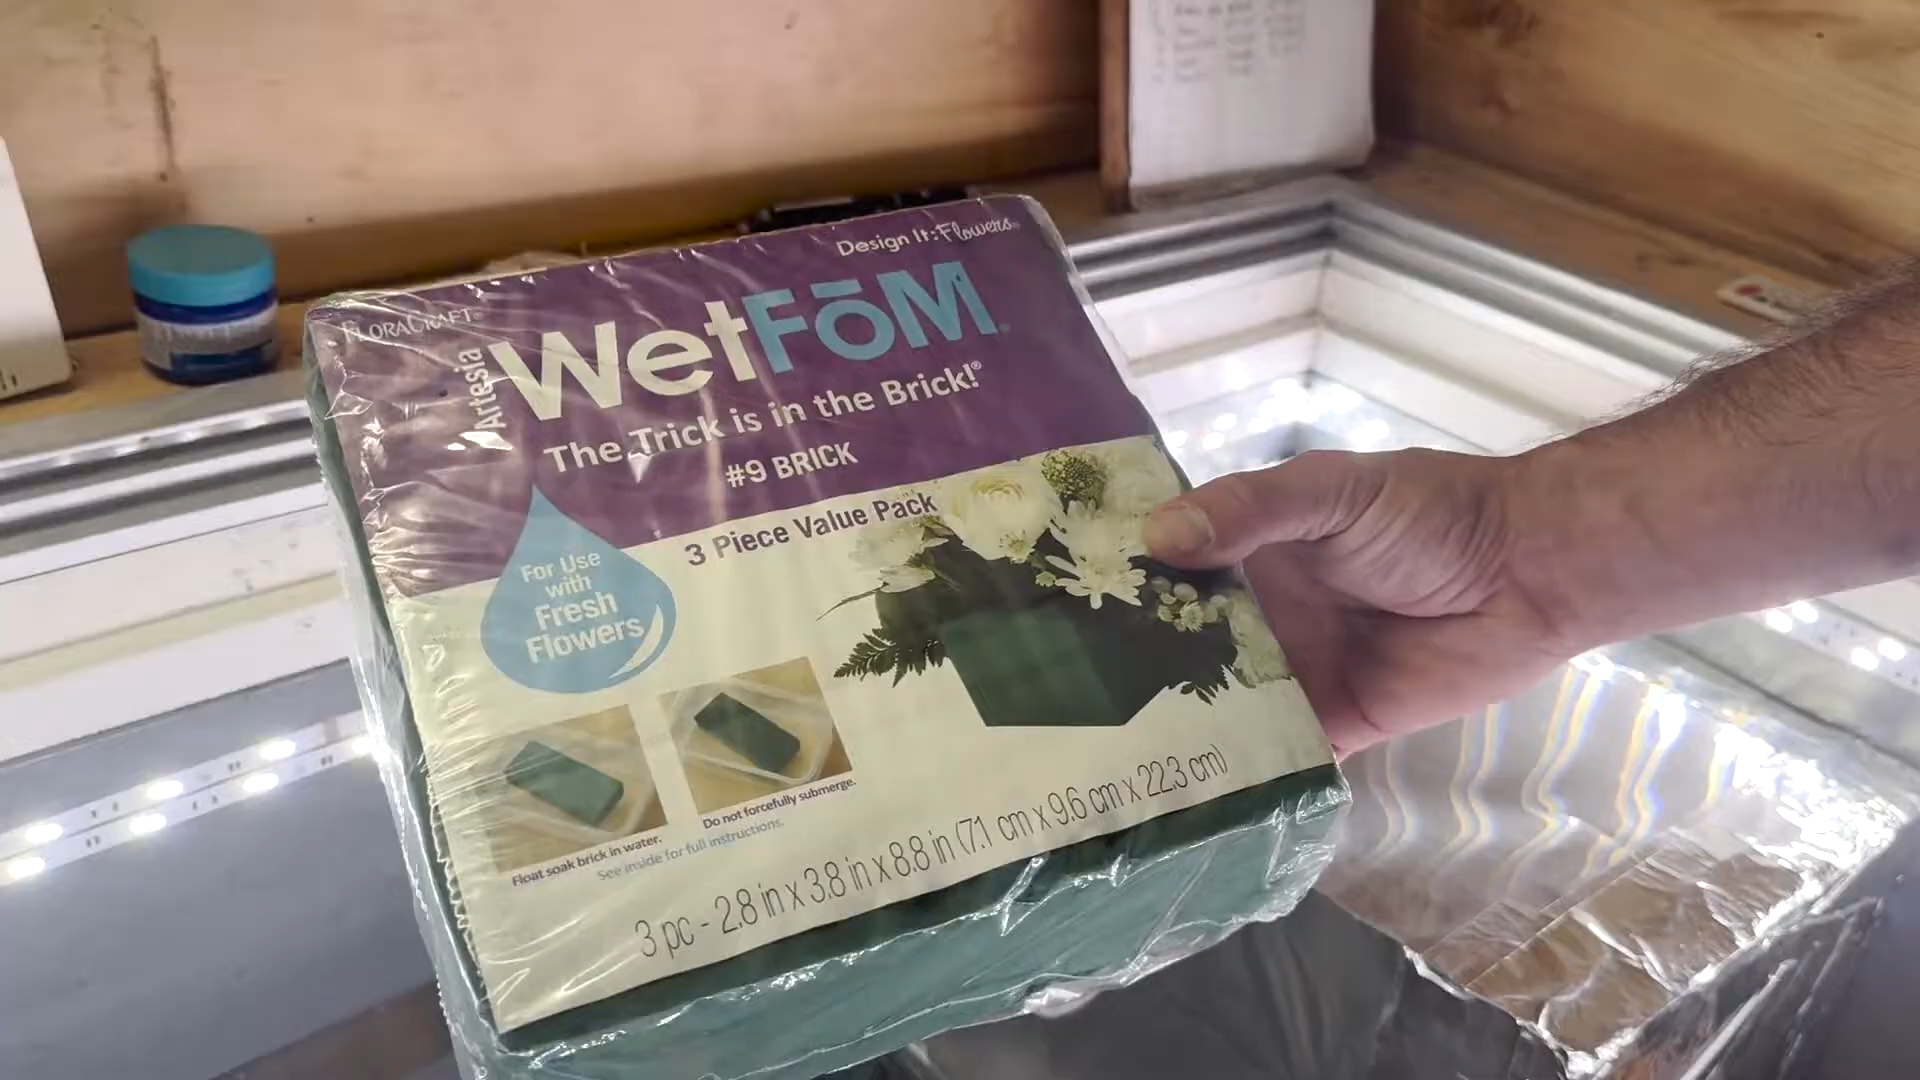 Design It: Flowers
FLORACRAFT®
Artesia
WetFōM®
The Trick is in the Brick!®
#9 BRICK
3 Piece Value Pack
For Use
with
Fresh
Flowers
Float soak brick in water.
Do not forcefully submerge.
See inside for full instructions.
3 pc - 2.8 in x 3.8 in x 8.8 in (7.1 cm x 9.6 cm x 22.3 cm)